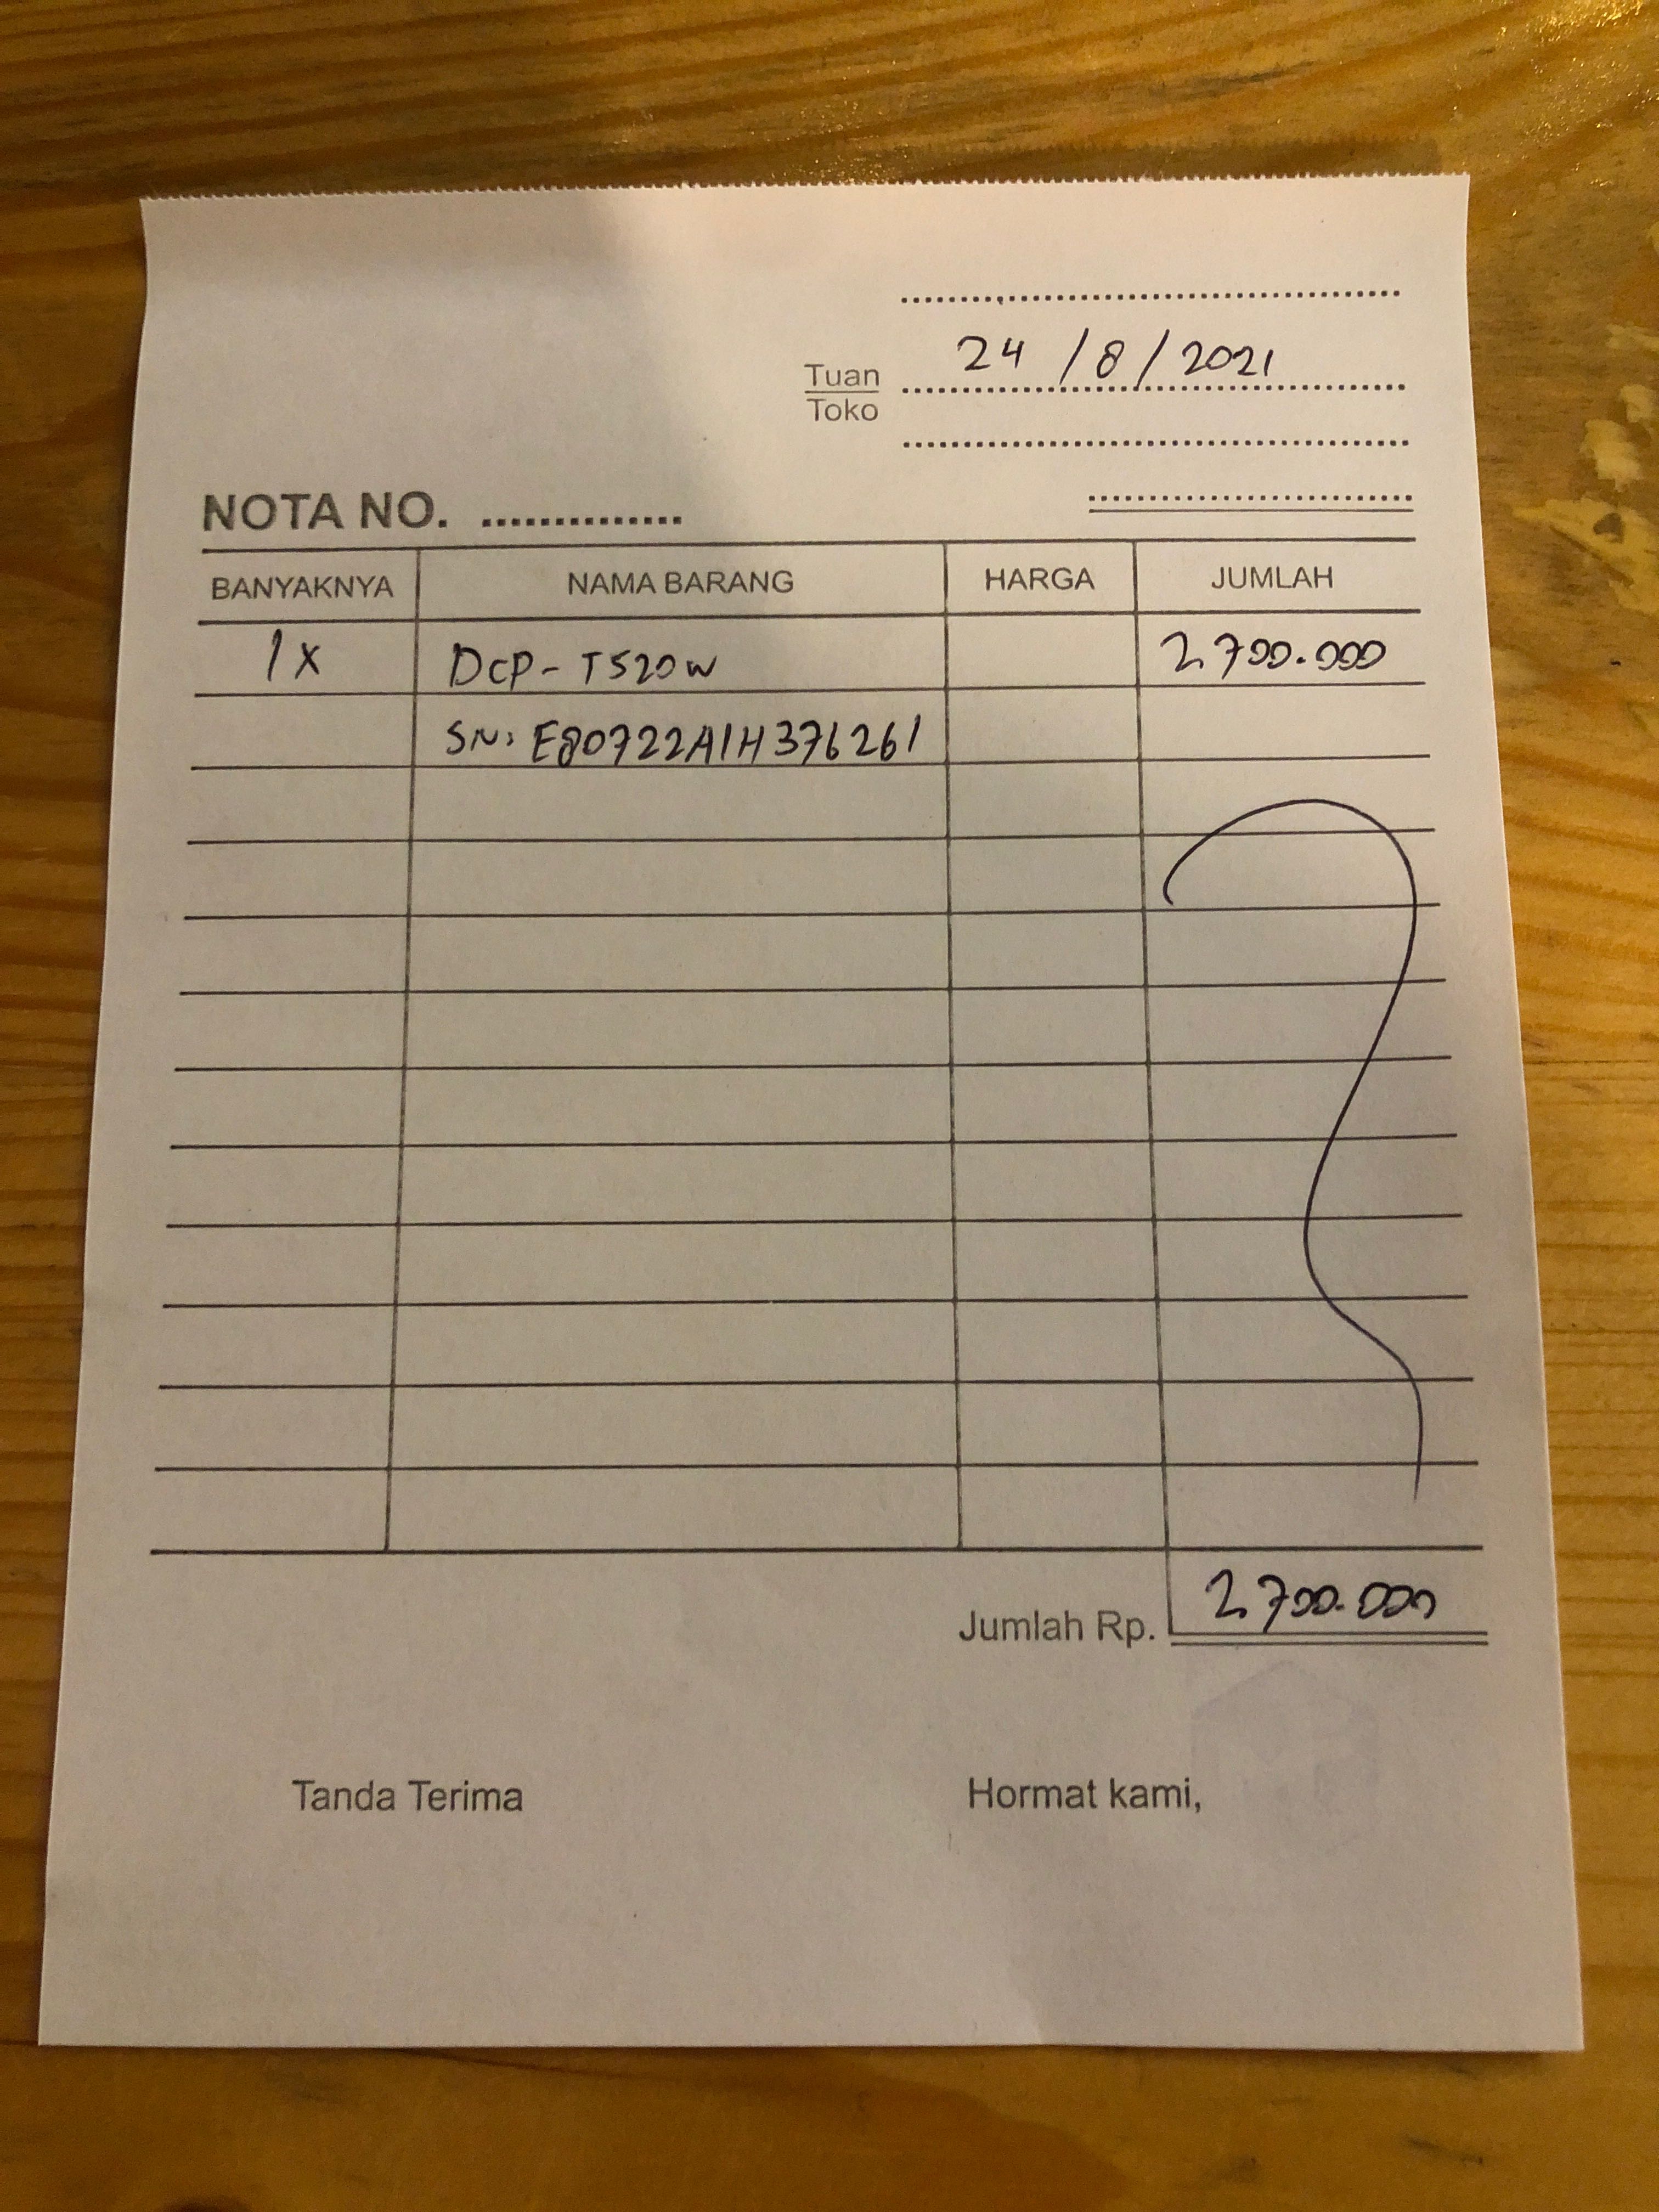 24/8/2021
Tuan
Toko
NOTA NO. ..............
BANYAKNYA NAMA BARANG HARGA JUMLAH
1x DCP-T520W 2.700.000
SN: E80722A1H376261
Jumlah Rp. 2.700.000
Tanda Terima Hormat kami,